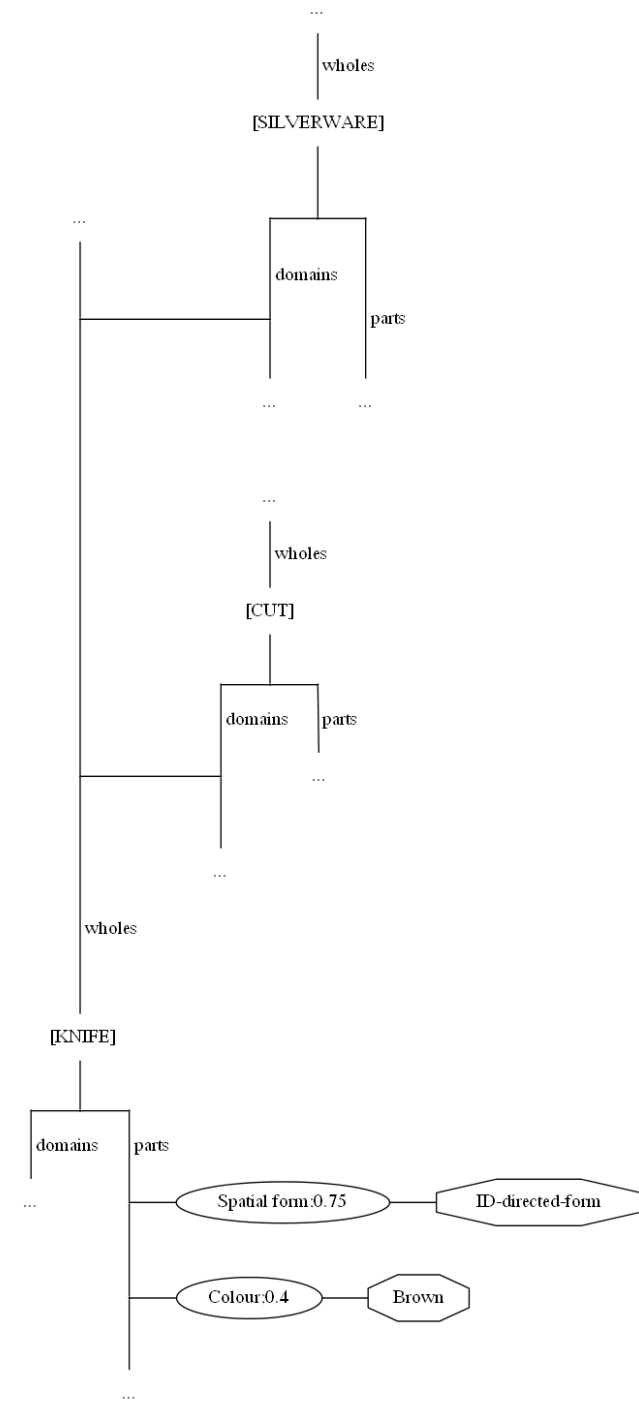 ...
wholes
[SILVERWARE]
...
domains
parts
...
...
...
wholes
[CUT]
domains
parts
...
...
wholes
[KNIFE]
domains
parts
...
Spatial form:0.75
ID-directed-form
Colour:0.4
Brown
...